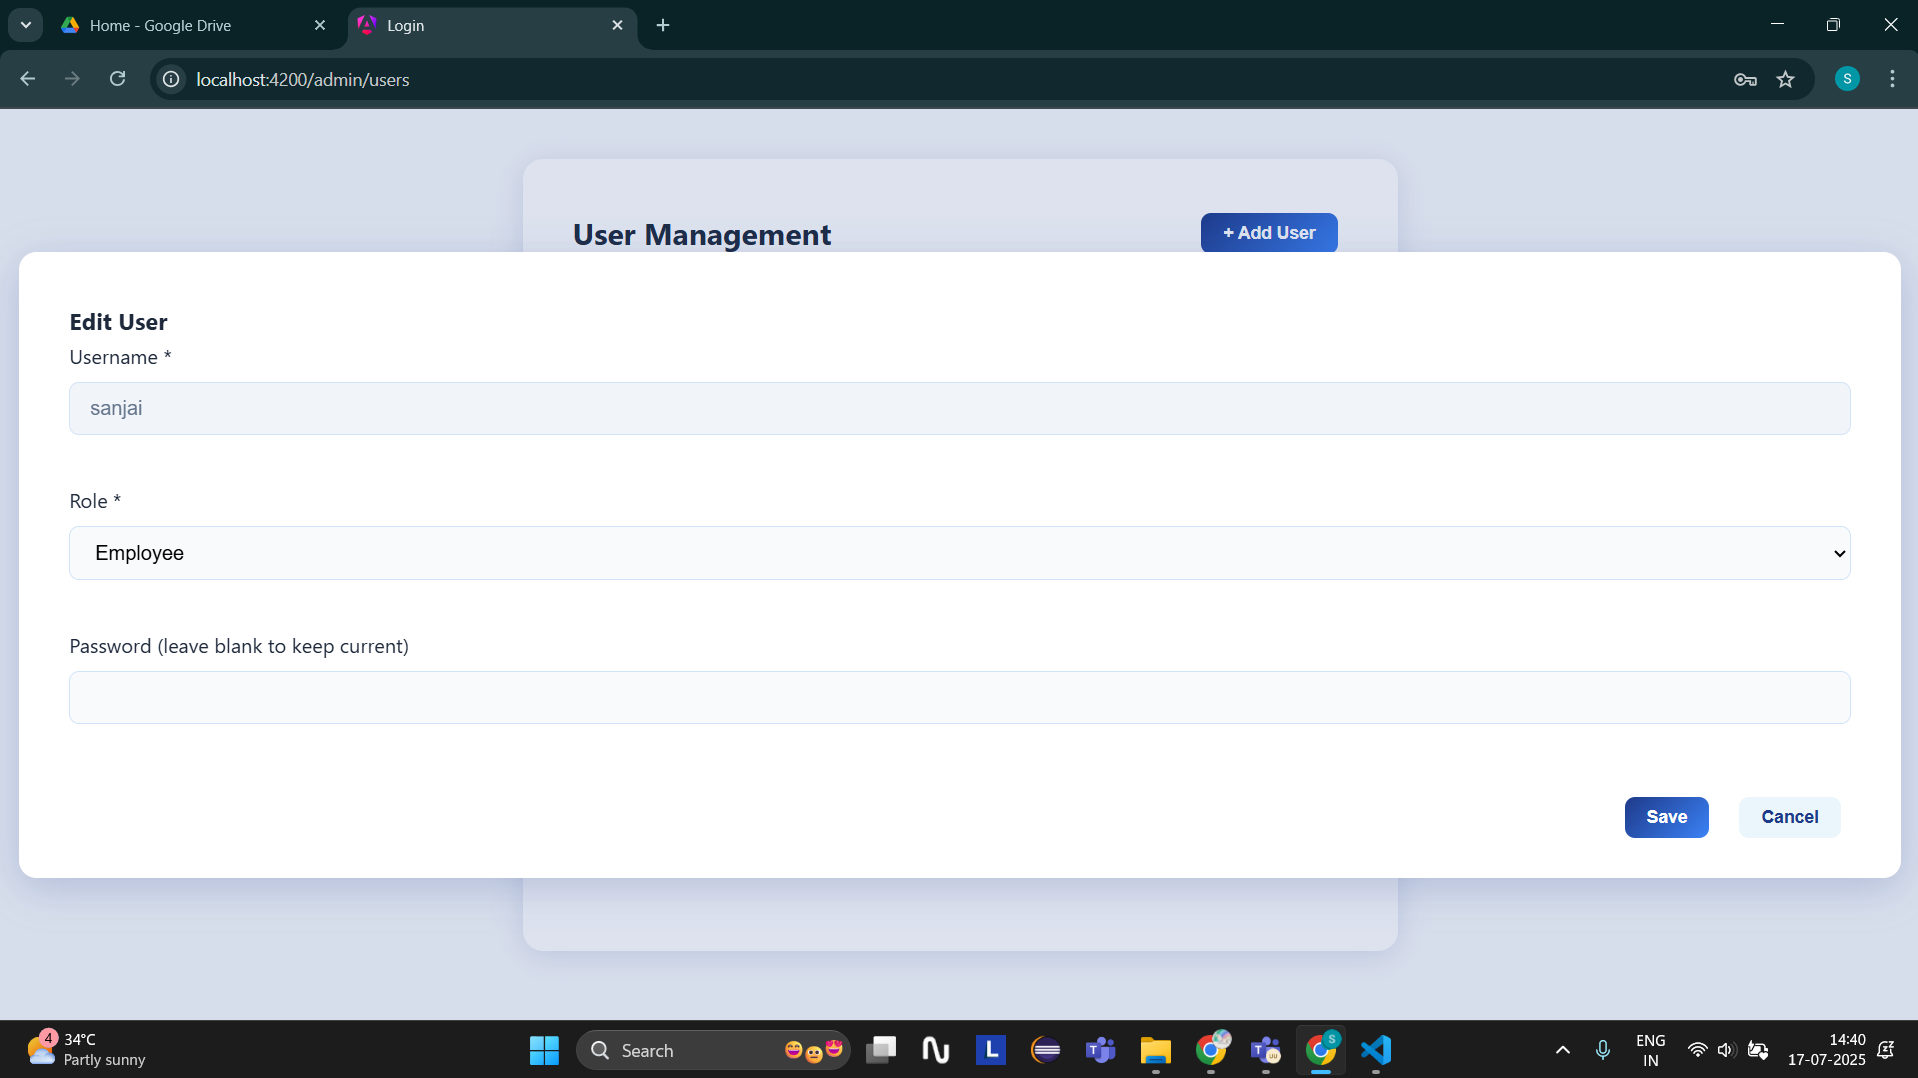 Home - Google Drive
Login
localhost:4200/admin/users
S
User Management
+ Add User
Edit User
Username *
sanjai
Role *
Employee
Password (leave blank to keep current)
Save
Cancel
4
34°C
Partly sunny
Search
L
T
T
S
ENG
IN
14:40
17-07-2025